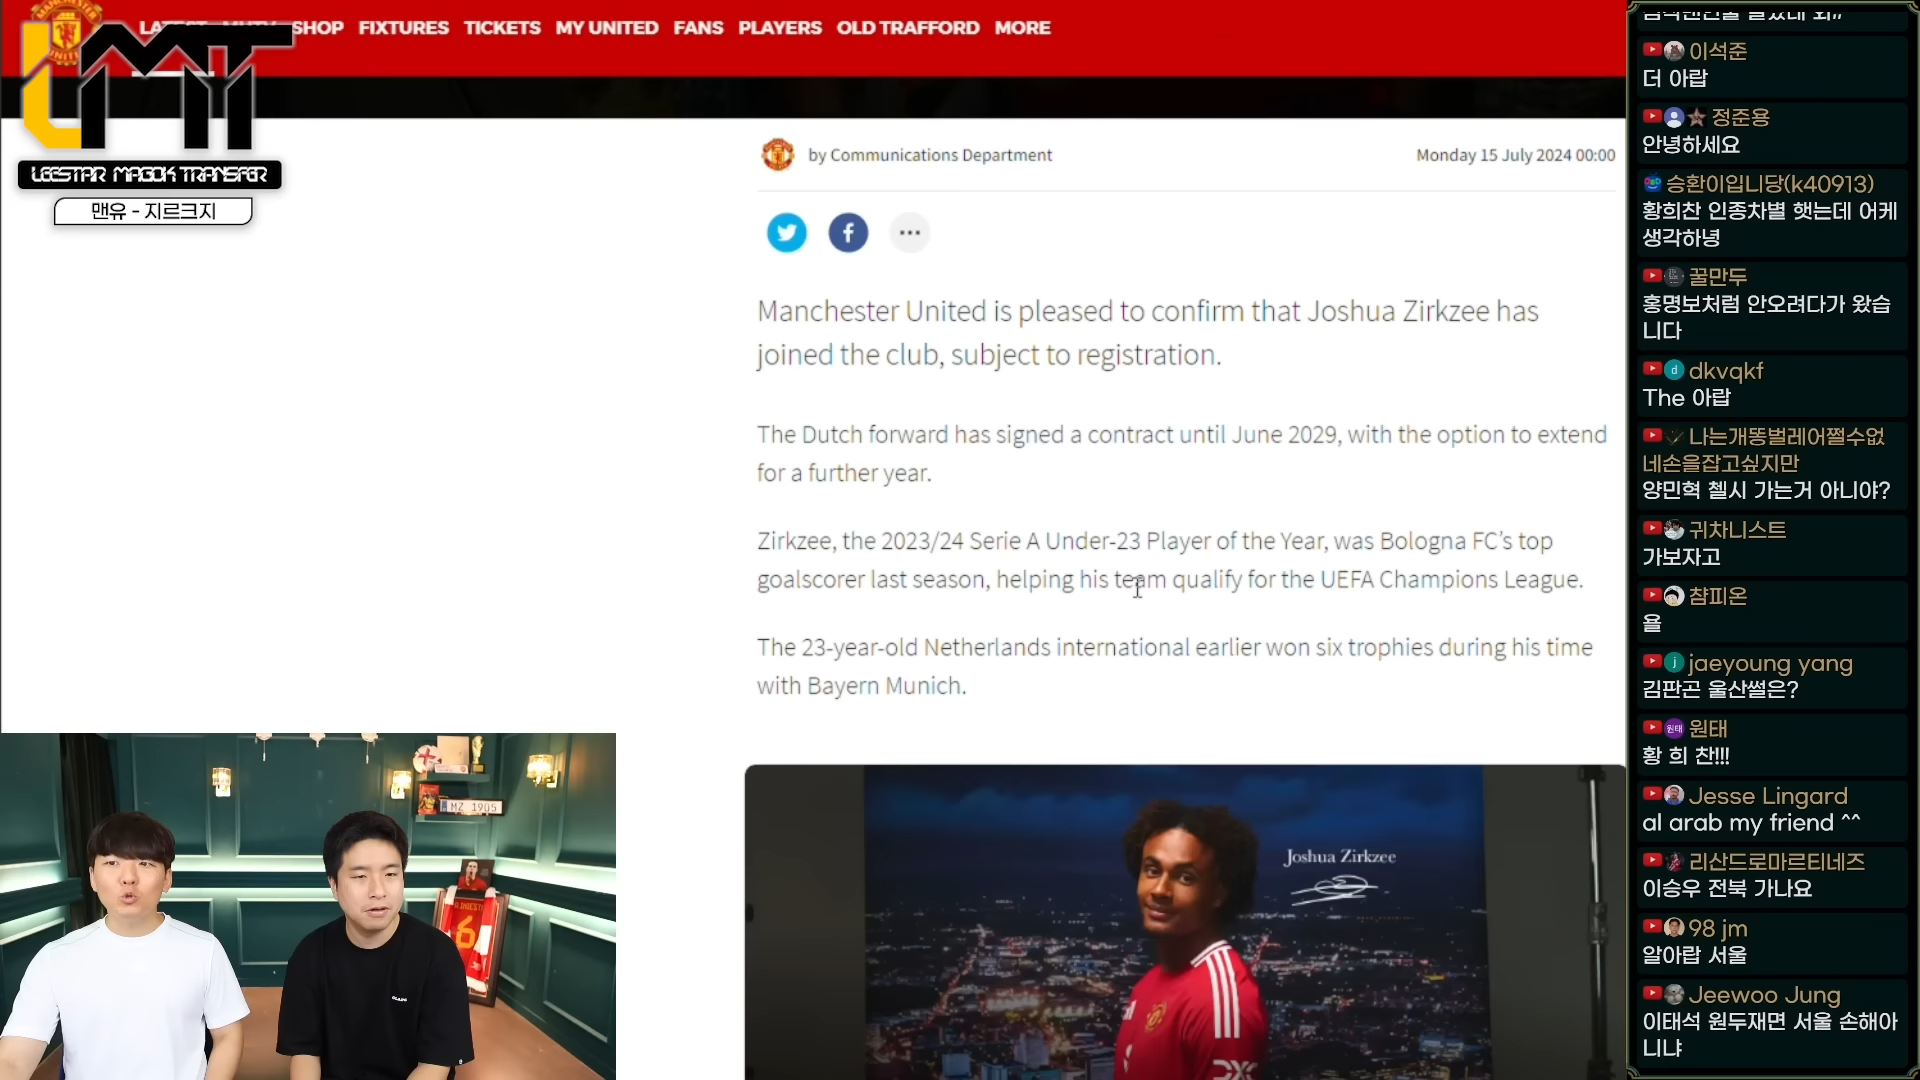 LATEST MUTV SHOP FIXTURES TICKETS MY UNITED FANS PLAYERS OLD TRAFFORD MORE
LMT
LEESTAR MAGOK TRANSFER
맨유 - 지르크지
by Communications Department
Monday 15 July 2024 00:00
Manchester United is pleased to confirm that Joshua Zirkzee has
joined the club, subject to registration.
The Dutch forward has signed a contract until June 2029, with the option to extend
for a further year.
Zirkzee, the 2023/24 Serie A Under-23 Player of the Year, was Bologna FC's top
goalscorer last season, helping his team qualify for the UEFA Champions League.
The 23-year-old Netherlands international earlier won six trophies during his time
with Bayern Munich.
Joshua Zirkzee
MZ 1905
6
이석준
더 아랍
정준용
안녕하세요
승환이입니당(k40913)
황희찬 인종차별 햇는데 어케
생각하녕
꿀만두
홍명보처럼 안오려다가 왔습
니다
dkvqkf
The 아랍
나는개똥벌레어쩔수없
네손을잡고싶지만
양민혁 첼시 가는거 아니야?
귀차니스트
가보자고
챰피온
욜
jaeyoung yang
김판곤 울산썰은?
원태
황 희 찬!!!
Jesse Lingard
al arab my friend ^^
리산드로마르티네즈
이승우 전북 가나요
98 jm
알아랍 서울
Jeewoo Jung
이태석 원두재면 서울 손해아
니냐